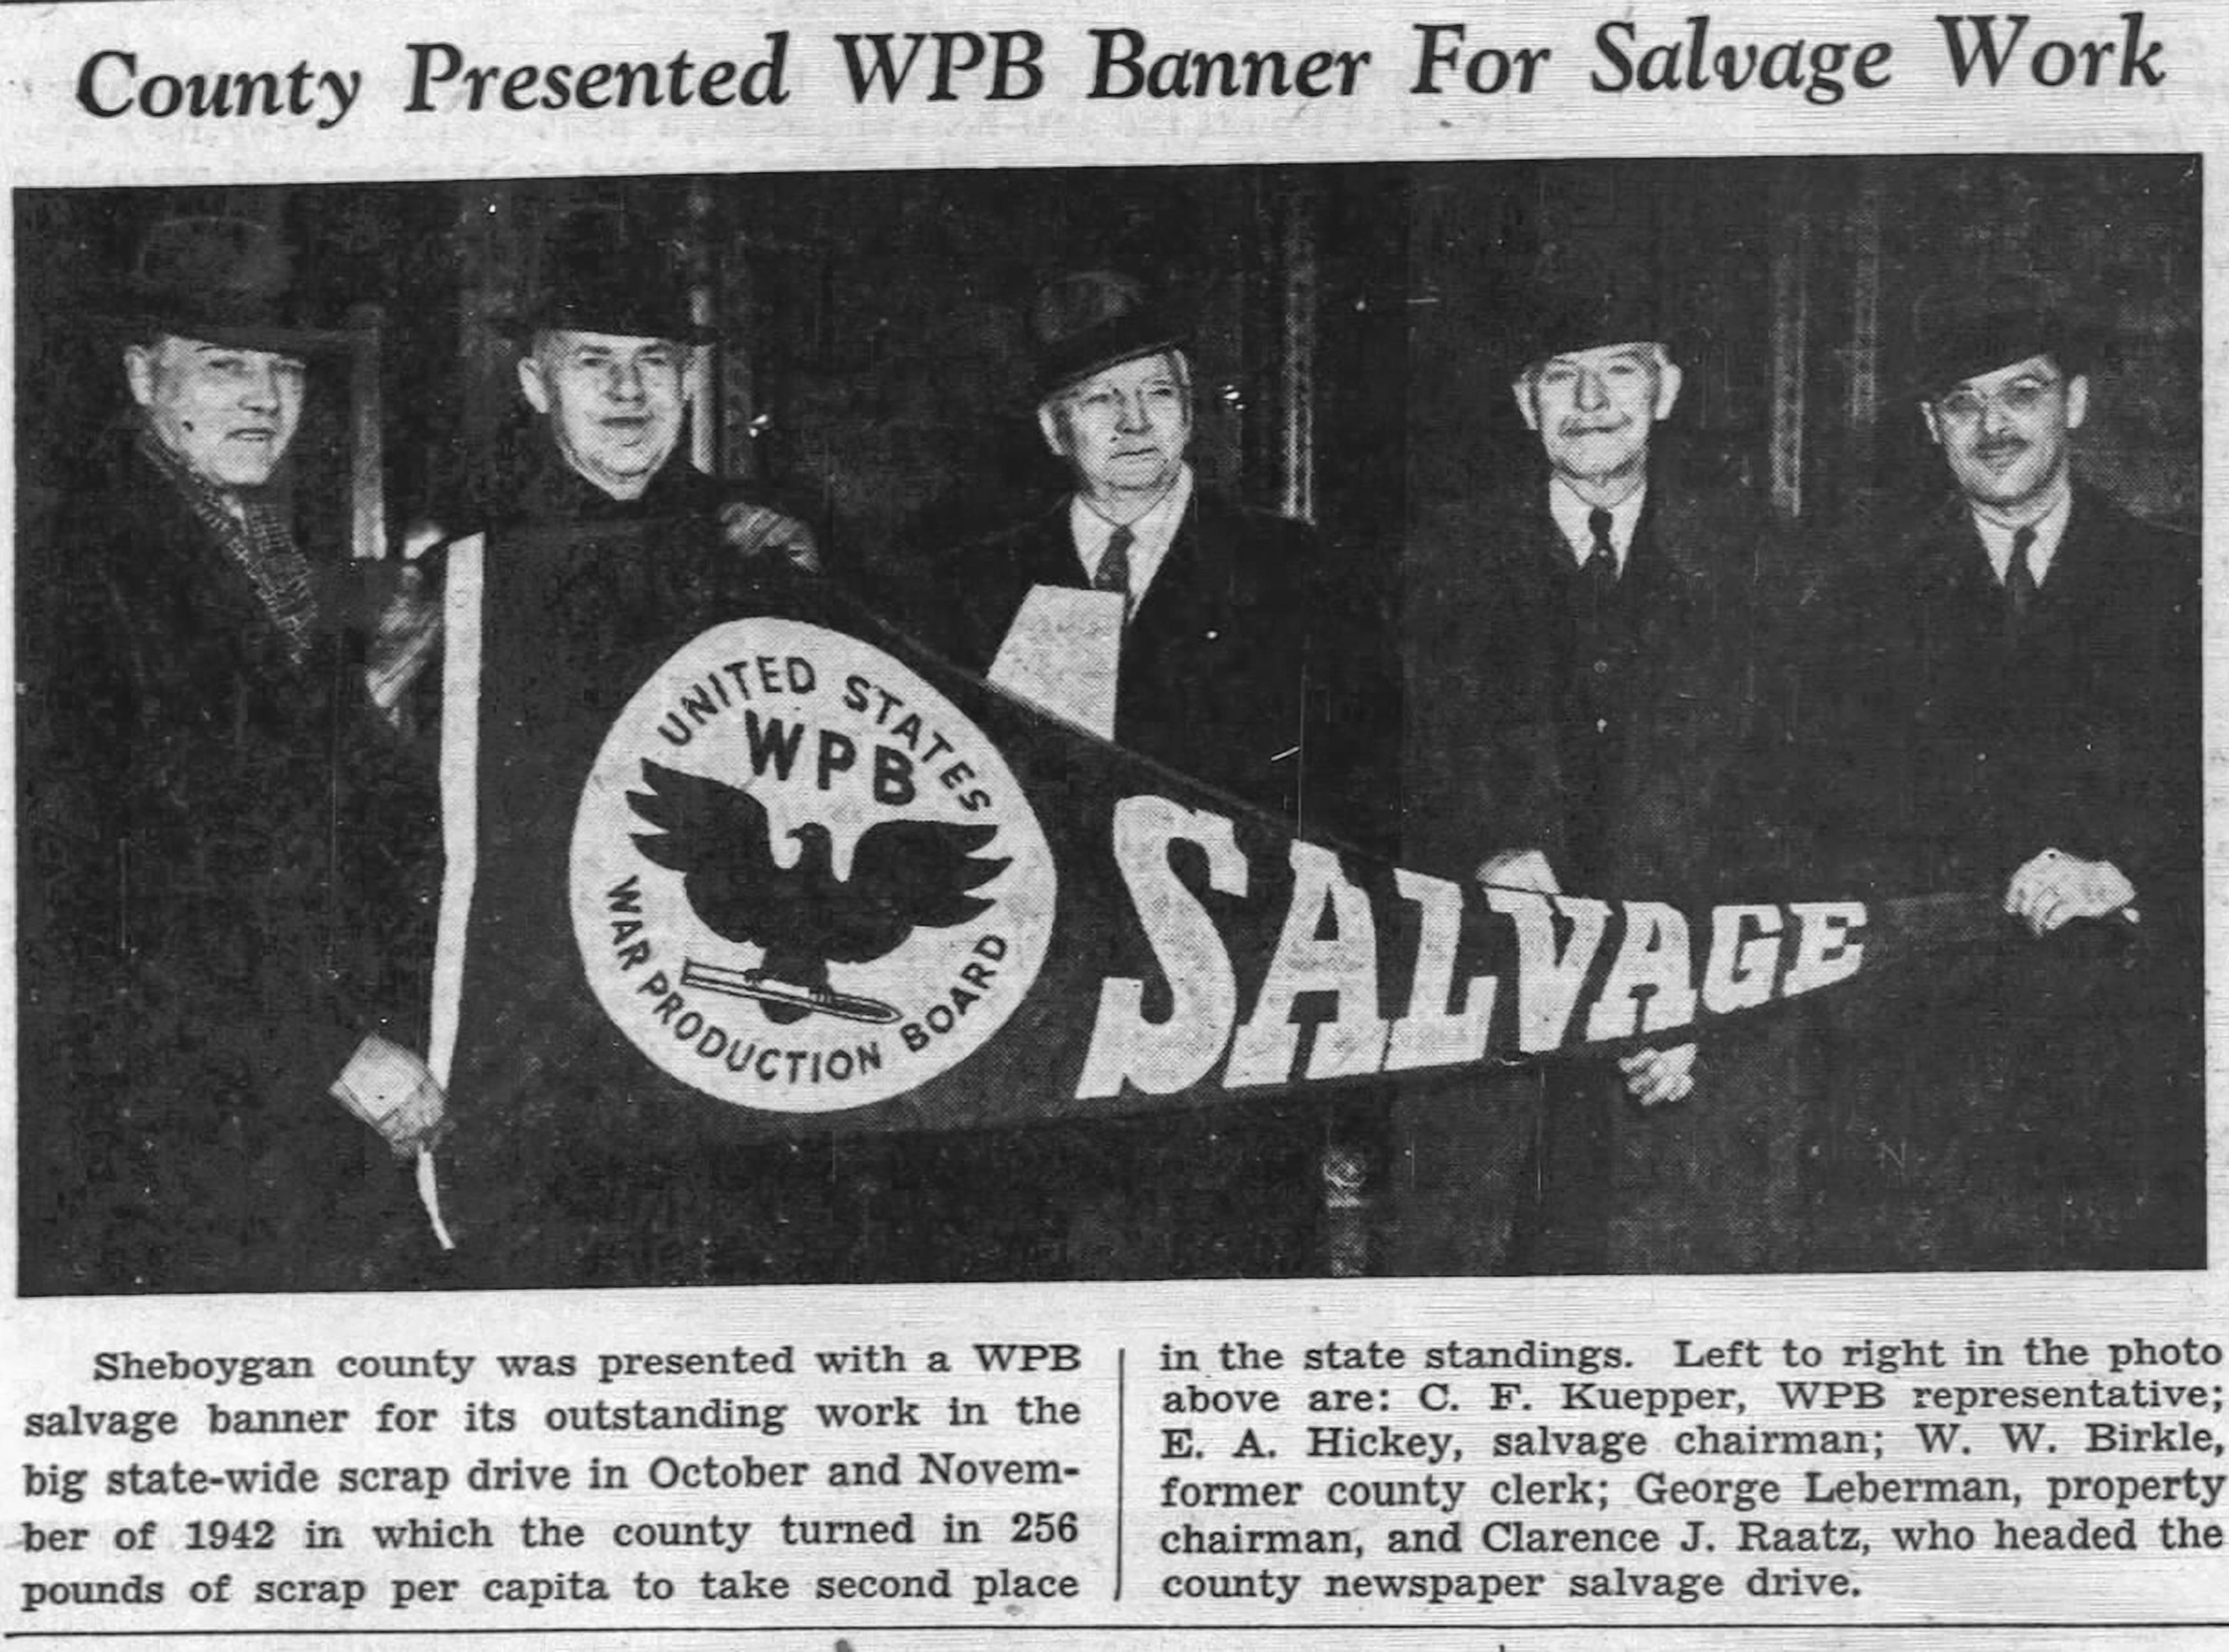 County Presented WPB Banner For Salvage Work
UNITED STATES
WPB
WAR PRODUCTION BOARD
SALVAGE
Sheboygan county was presented with a WPB
salvage banner for its outstanding work in the
big state-wide scrap drive in October and Novem-
ber of 1942 in which the county turned in 256
pounds of scrap per capita to take second place
in the state standings. Left to right in the photo
above are: C. F. Kuepper, WPB representative;
E. A. Hickey, salvage chairman; W. W. Birkle,
former county clerk; George Leberman, property
chairman, and Clarence J. Raatz, who headed the
county newspaper salvage drive.